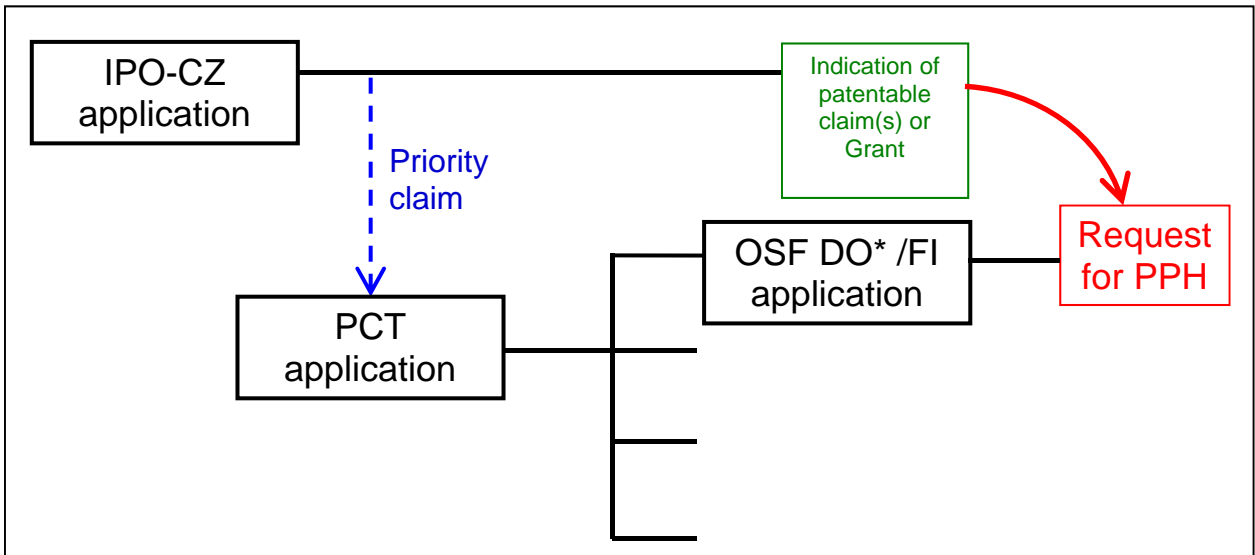 IPO-CZ
application
Indication of
patentable
claim(s) or
Grant
Priority
claim
OSF DO* /FI
application
Request
for PPH
PCT
application